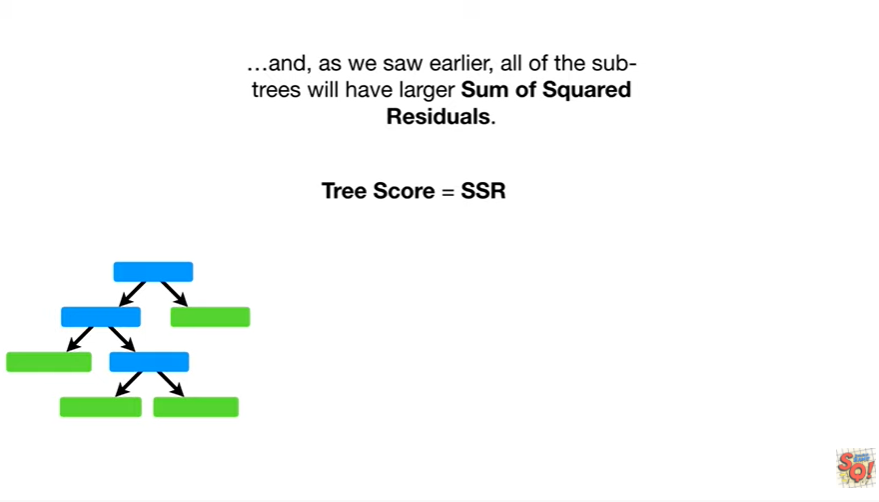 …and, as we saw earlier, all of the sub-
trees will have larger Sum of Squared
Residuals.
Tree Score = SSR
SQ!